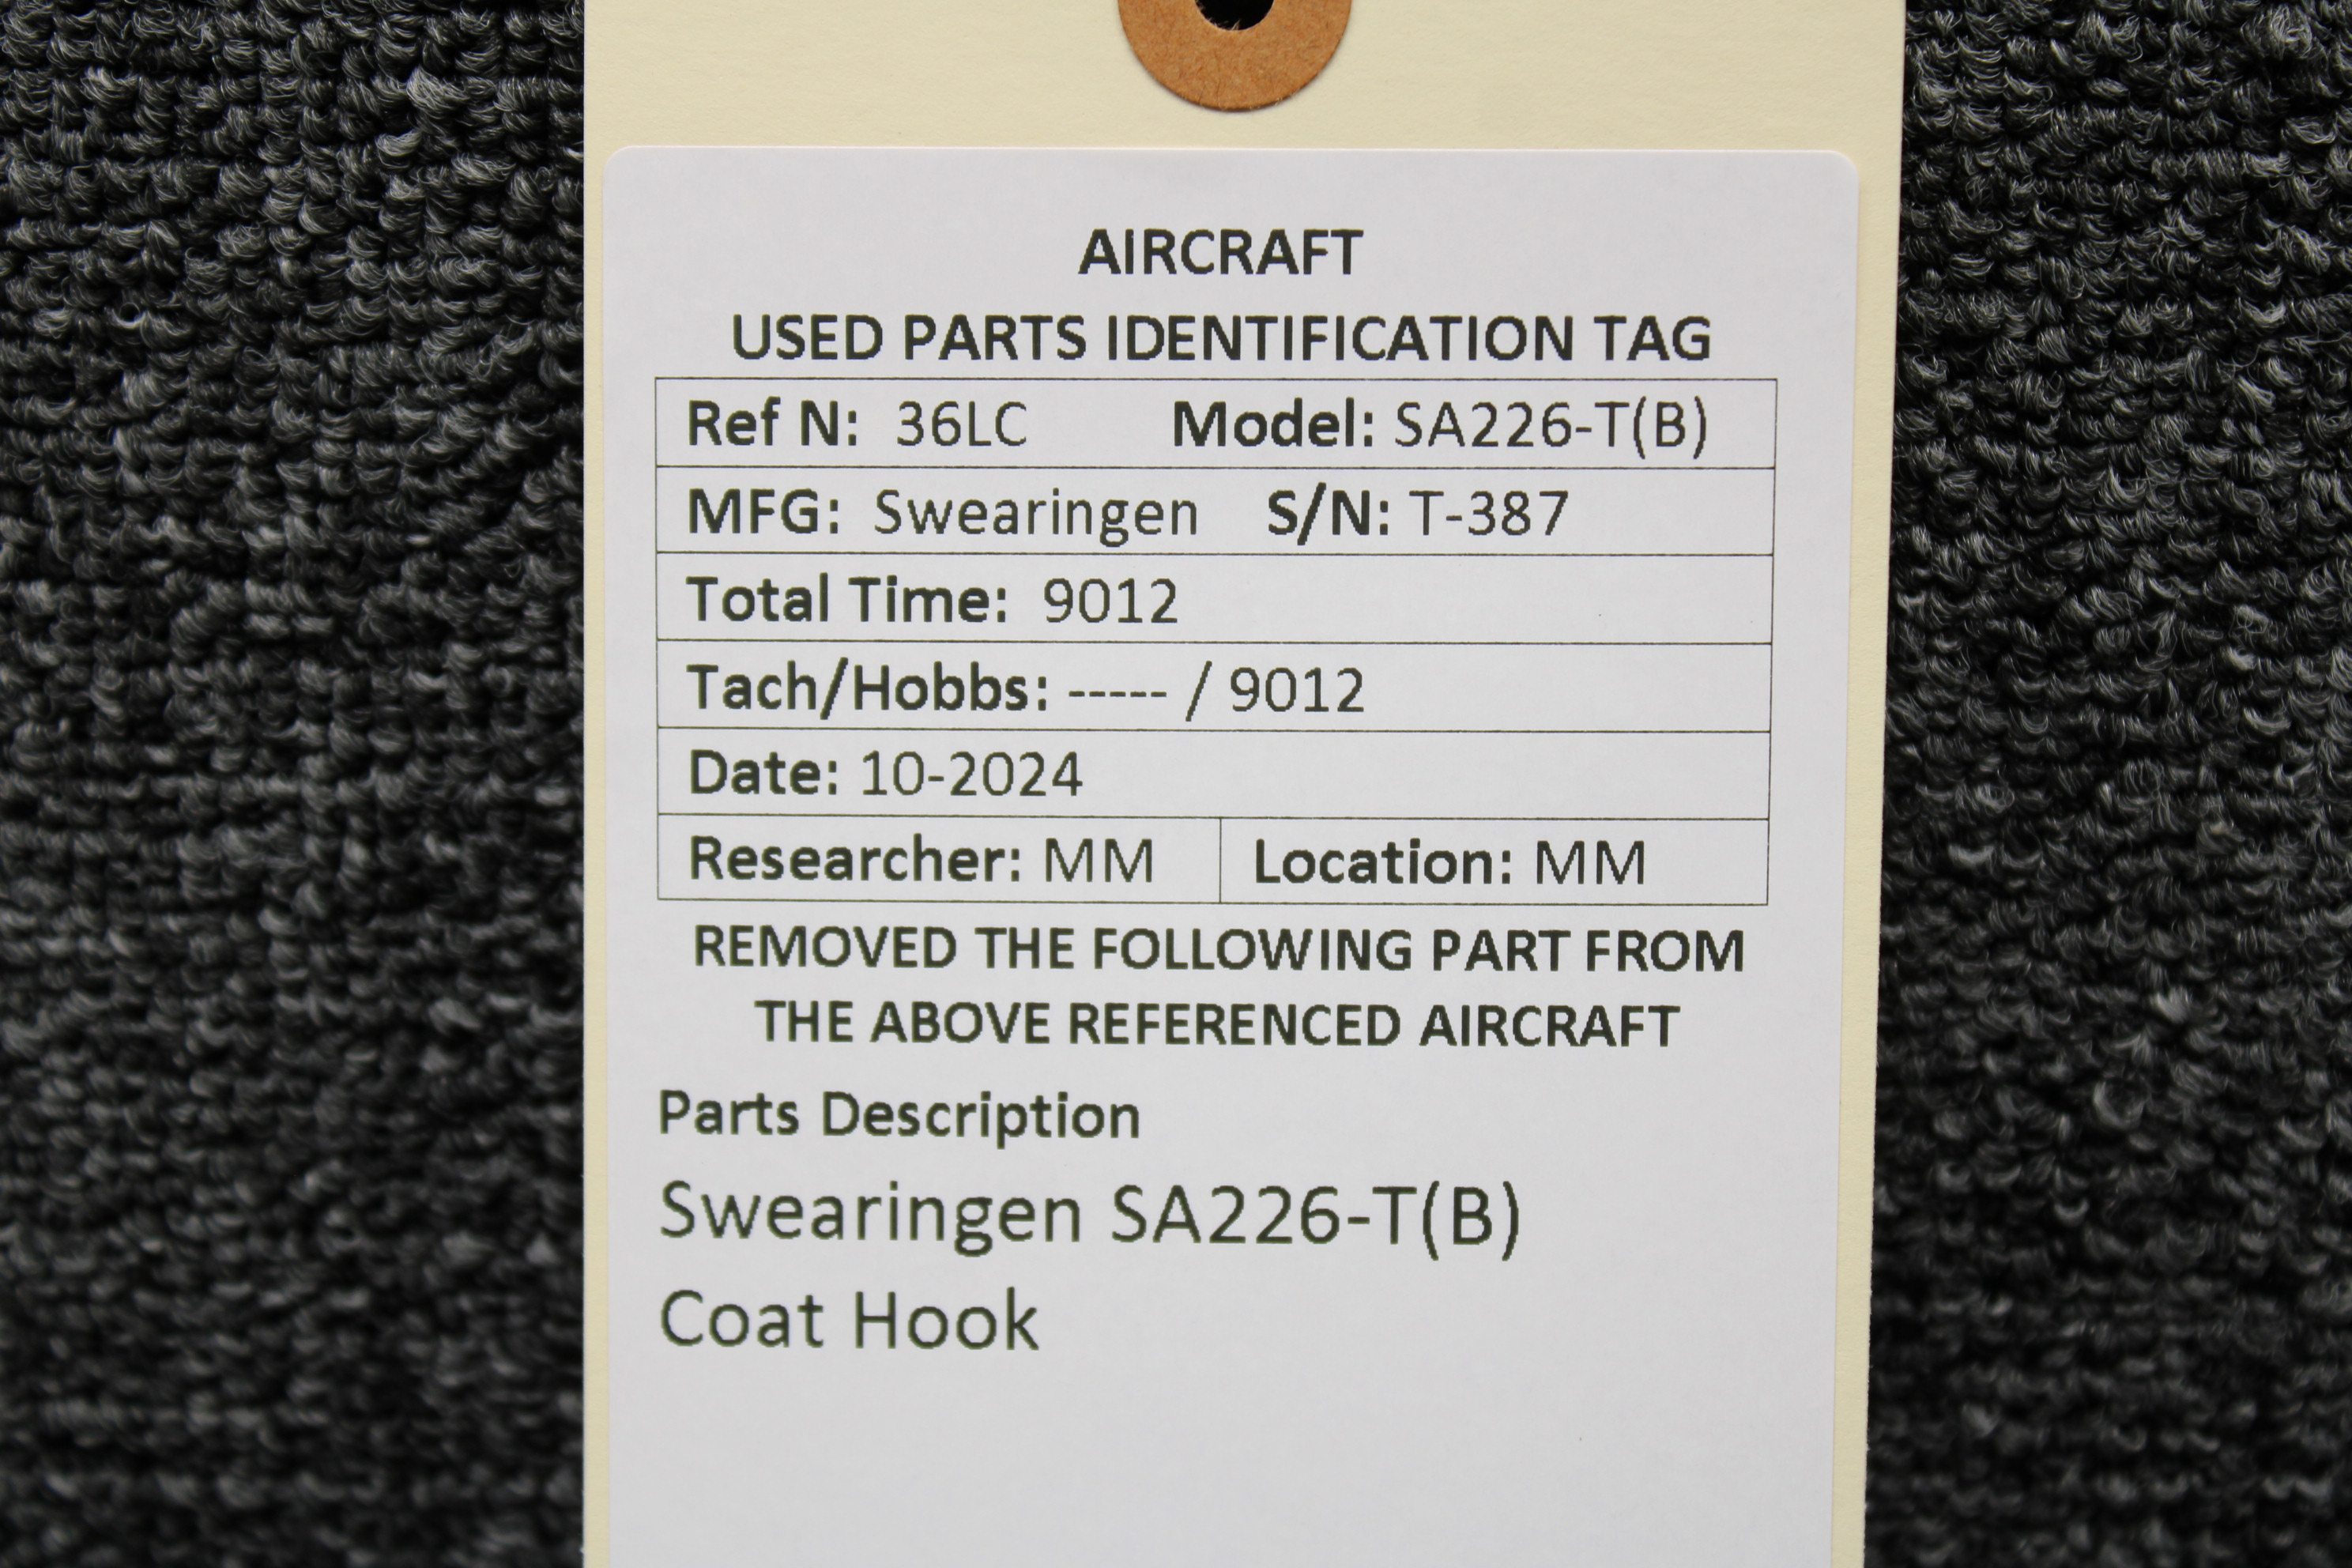 AIRCRAFT
USED PARTS IDENTIFICATION TAG
Ref N: 36LC Model: SA226-T(B)
MFG: Swearingen S/N: T-387
Total Time: 9012
Tach/Hobbs: ----- / 9012
Date: 10-2024
Researcher: MM Location: MM
REMOVED THE FOLLOWING PART FROM
THE ABOVE REFERENCED AIRCRAFT
Parts Description
Swearingen SA226-T(B)
Coat Hook